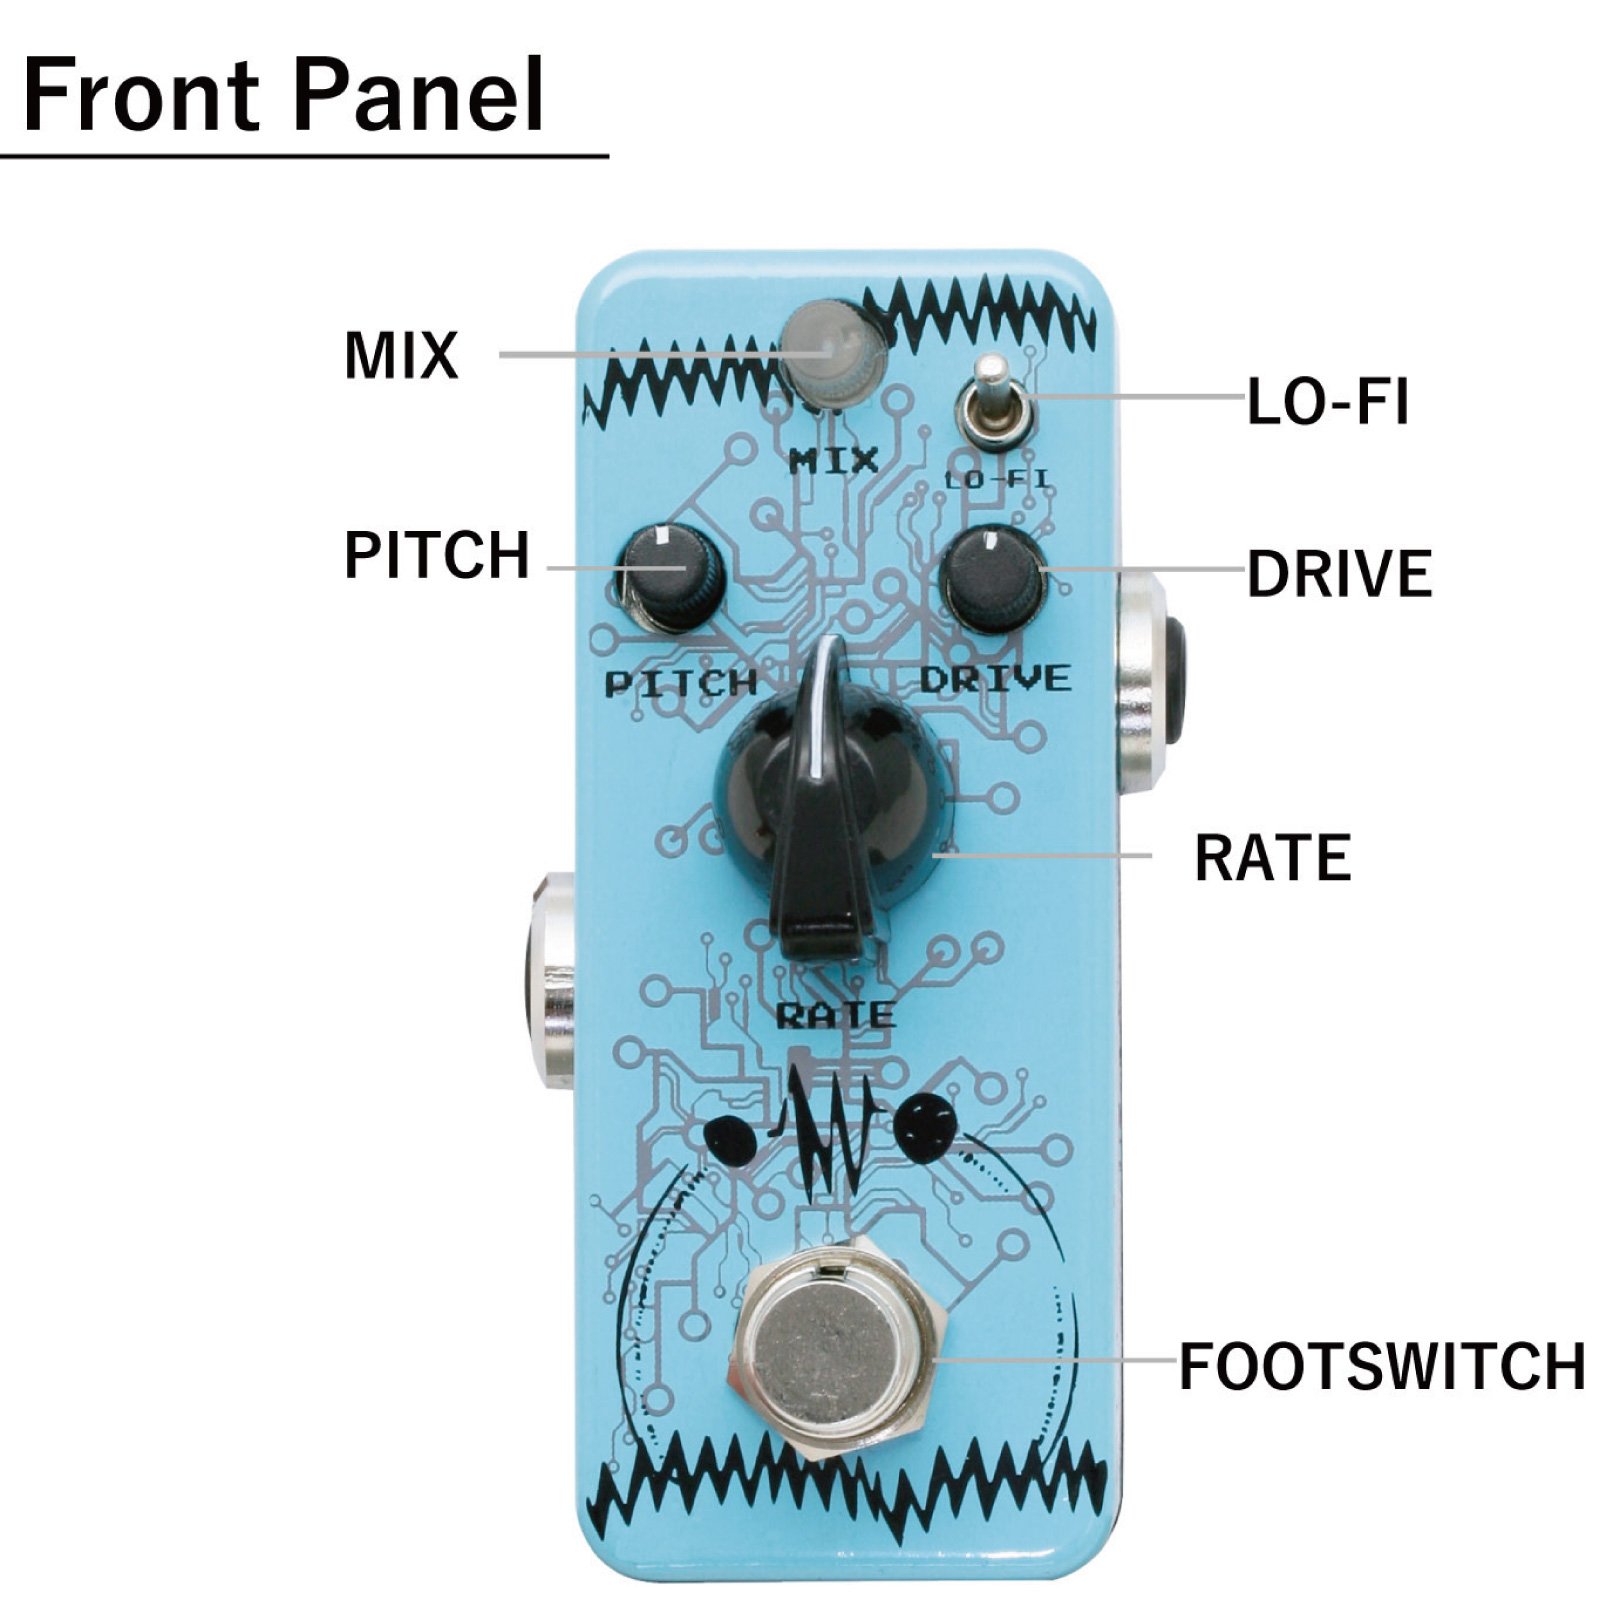 Front Panel
MIX
LO-FI
MIX
LO-FI
PITCH
DRIVE
PITCH
DRIVE
RATE
RATE
FOOTSWITCH